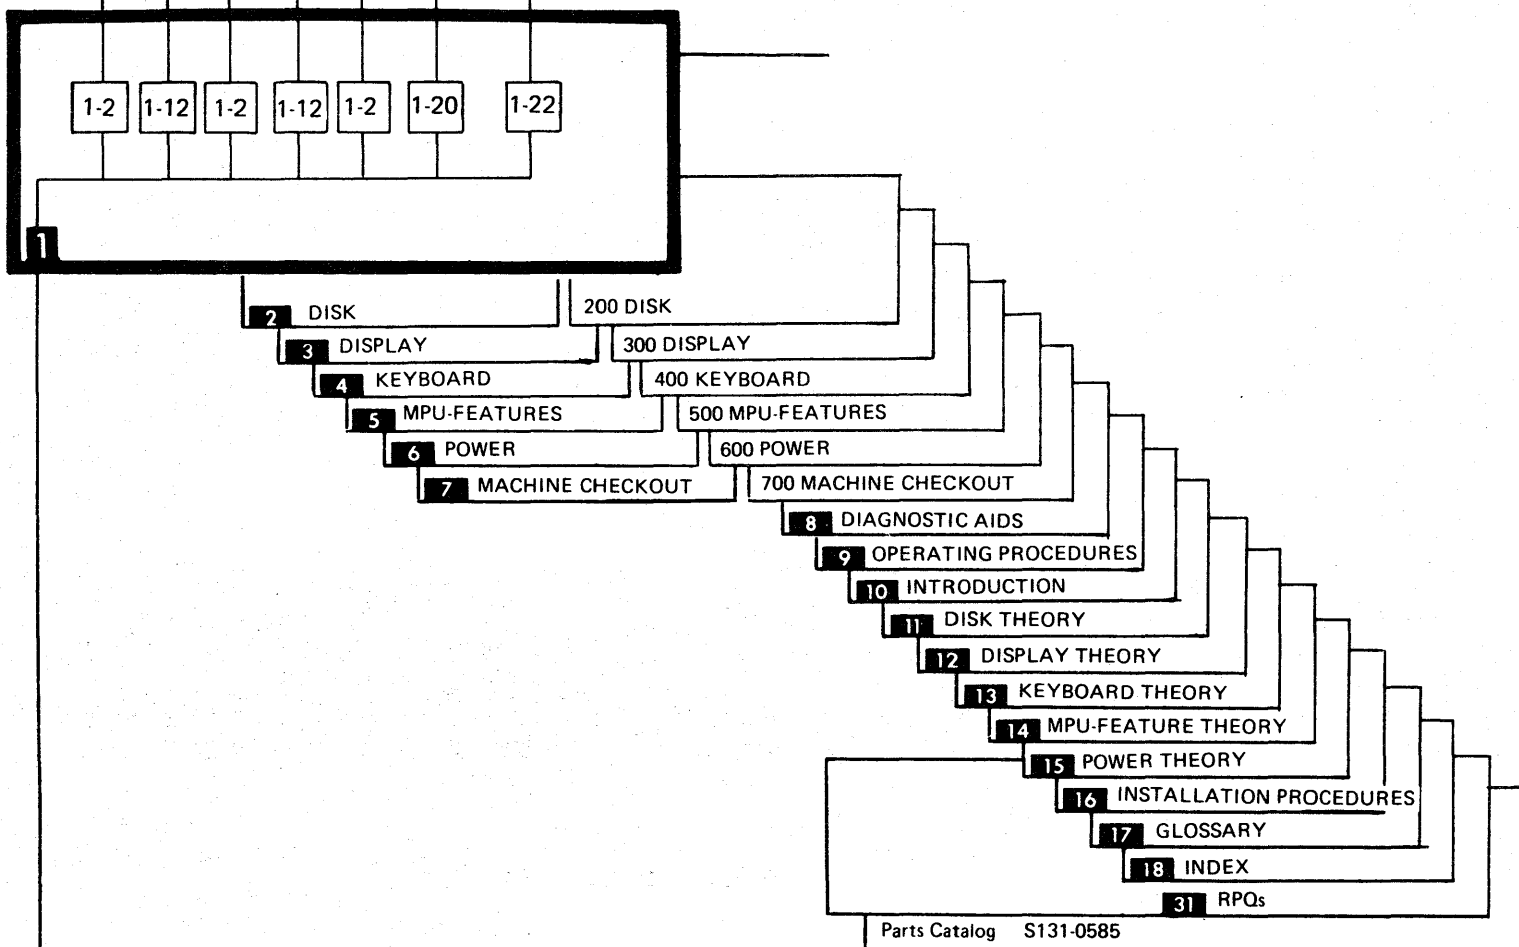 1-2 1-12 1-2 1-12 1-2 1-20 1-22
1
2 DISK 200 DISK
3 DISPLAY 300 DISPLAY
4 KEYBOARD 400 KEYBOARD
5 MPU-FEATURES 500 MPU-FEATURES
6 POWER 600 POWER
7 MACHINE CHECKOUT 700 MACHINE CHECKOUT
8 DIAGNOSTIC AIDS
9 OPERATING PROCEDURES
10 INTRODUCTION
11 DISK THEORY
12 DISPLAY THEORY
13 KEYBOARD THEORY
14 MPU-FEATURE THEORY
15 POWER THEORY
16 INSTALLATION PROCEDURES
17 GLOSSARY
18 INDEX
31 RPQs
Parts Catalog S131-0585